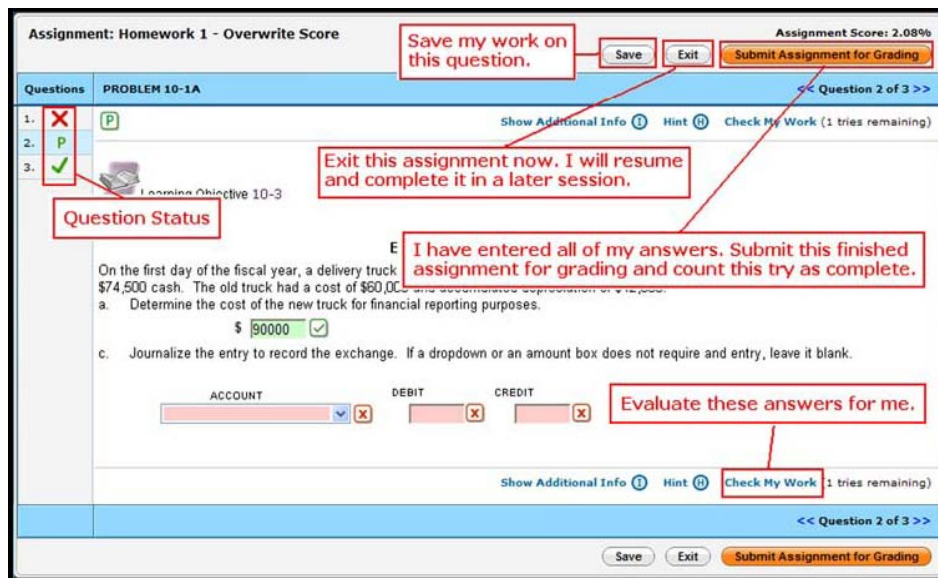 Assignment: Homework 1 - Overwrite Score
Assignment Score: 2.08%
Save my work on
this question.
Save
Exit
Submit Assignment for Grading
Questions
PROBLEM 10-1A
<< Question 2 of 3 >>
1.
P
Show Additional Info (I) Hint (H) Check My Work (1 tries remaining)
2. P
3.
Exit this assignment now. I will resume
and complete it in a later session.
Learning Objective 10-3
Question Status
E
I have entered all of my answers. Submit this finished
assignment for grading and count this try as complete.
On the first day of the fiscal year, a delivery truck
$74,500 cash. The old truck had a cost of $60,
a. Determine the cost of the new truck for financial reporting purposes.
$ 90000
c. Journalize the entry to record the exchange. If a dropdown or an amount box does not require and entry, leave it blank.
ACCOUNT DEBIT CREDIT
X X X
Evaluate these answers for me.
Show Additional Info (I) Hint (H) Check My Work (1 tries remaining)
<< Question 2 of 3 >>
Save
Exit
Submit Assignment for Grading